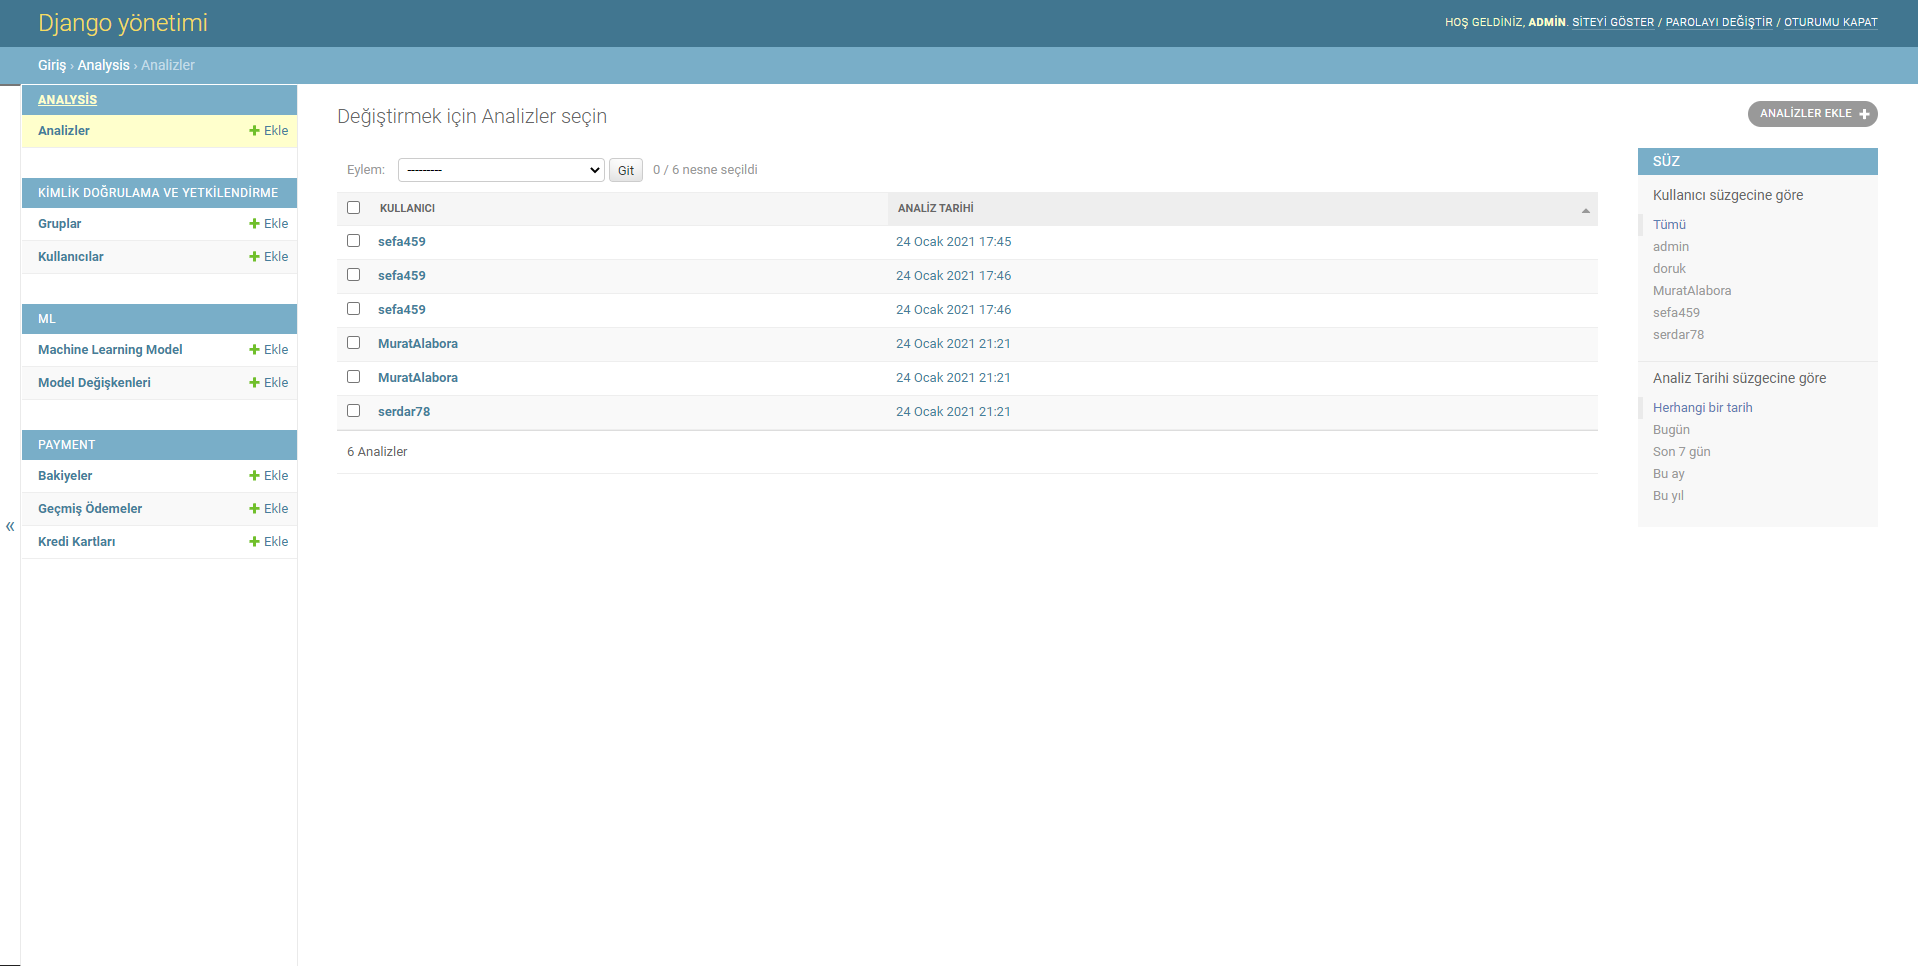 Django yönetimi
HOŞ GELDİNİZ, ADMIN. SİTEYİ GÖSTER / PAROLAYI DEĞİŞTİR / OTURUMU KAPAT
Giriş › Analysis › Analizler
ANALYSİS
Analizler Ekle
KİMLİK DOĞRULAMA VE YETKİLENDİRME
Gruplar Ekle
Kullanıcılar Ekle
ML
Machine Learning Model Ekle
Model Değişkenleri Ekle
PAYMENT
Bakiyeler Ekle
Geçmiş Ödemeler Ekle
Kredi Kartları Ekle
«
Değiştirmek için Analizler seçin
ANALİZLER EKLE
Eylem: --------- Git 0 / 6 nesne seçildi
KULLANICI ANALİZ TARİHİ
sefa459 24 Ocak 2021 17:45
sefa459 24 Ocak 2021 17:46
sefa459 24 Ocak 2021 17:46
MuratAlabora 24 Ocak 2021 21:21
MuratAlabora 24 Ocak 2021 21:21
serdar78 24 Ocak 2021 21:21
6 Analizler
SÜZ
Kullanıcı süzgecine göre
Tümü
admin
doruk
MuratAlabora
sefa459
serdar78
Analiz Tarihi süzgecine göre
Herhangi bir tarih
Bugün
Son 7 gün
Bu ay
Bu yıl